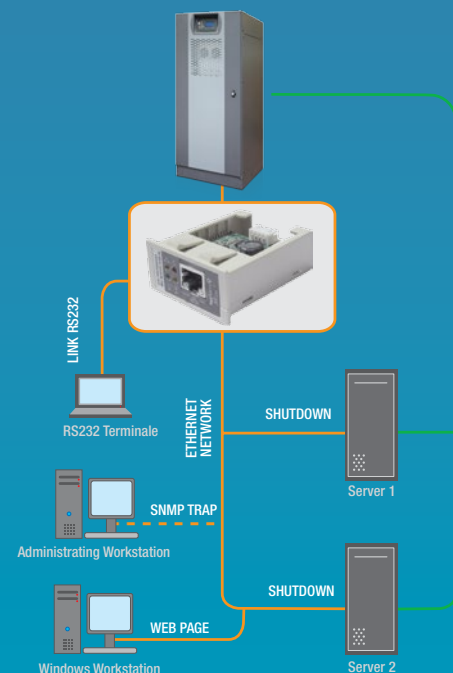 LINK RS232
RS232 Terminale
ETHERNET
NETWORK
SHUTDOWN
Server 1
SNMP TRAP
Administrating Workstation
SHUTDOWN
WEB PAGE
Windows Workstation
Server 2